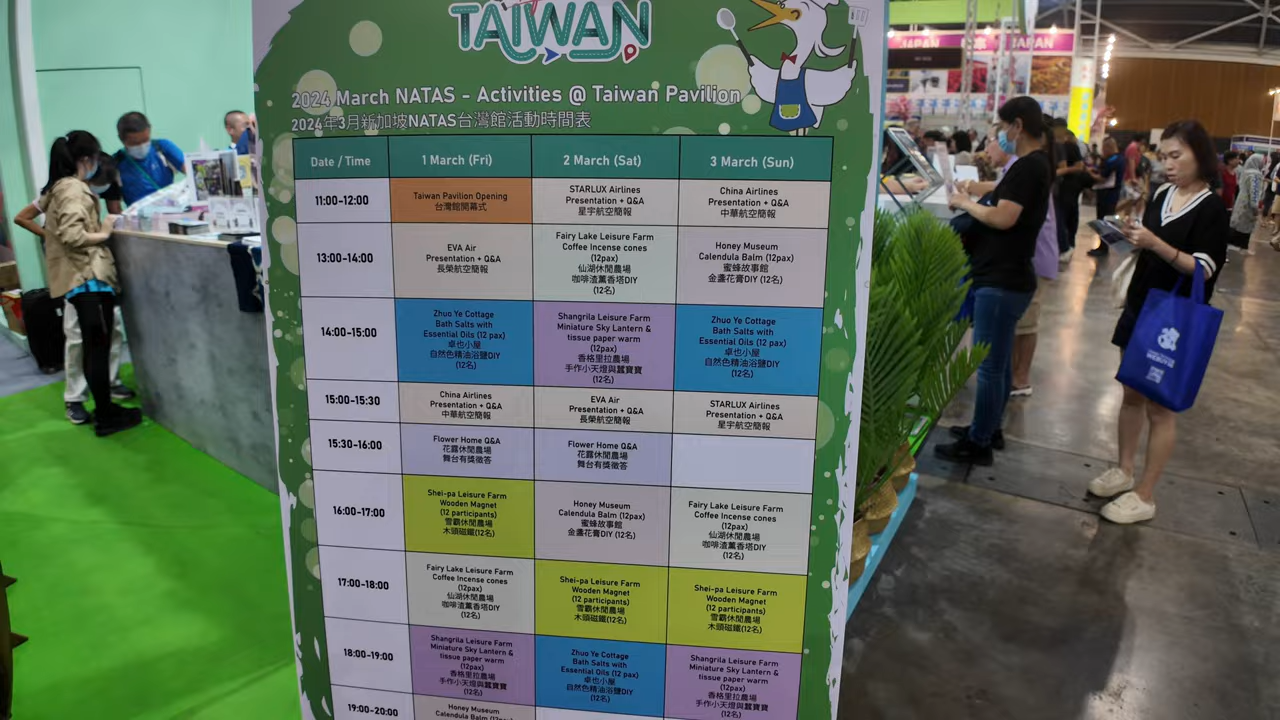 TAIWAN
2024 March NATAS - Activities @ Taiwan Pavilion
2024年3月新加坡NATAS台灣館活動時間表
Date / Time
1 March (Fri)
2 March (Sat)
3 March (Sun)
11:00-12:00
Taiwan Pavilion Opening
台灣館開幕式
STARLUX Airlines
Presentation + Q&A
星宇航空簡報
China Airlines
Presentation + Q&A
中華航空簡報
13:00-14:00
EVA Air
Presentation + Q&A
長榮航空簡報
Fairy Lake Leisure Farm
Coffee Incense cones
(12pax)
仙湖休閒農場
咖啡渣薰香塔DIY
(12名)
Honey Museum
Calendula Balm (12pax)
蜜蜂故事館
金盞花膏DIY (12名)
14:00-15:00
Zhuo Ye Cottage
Bath Salts with
Essential Oils (12 pax)
卓也小屋
自然色精油浴鹽DIY
(12名)
Shangrila Leisure Farm
Miniature Sky Lantern &
tissue paper warm
(12pax)
香格里拉農場
手作小天燈與蠶寶寶
(12名)
Zhuo Ye Cottage
Bath Salts with
Essential Oils (12 pax)
卓也小屋
自然色精油浴鹽DIY
(12名)
15:00-15:30
China Airlines
Presentation + Q&A
中華航空簡報
EVA Air
Presentation + Q&A
長榮航空簡報
STARLUX Airlines
Presentation + Q&A
星宇航空簡報
15:30-16:00
Flower Home Q&A
花露休閒農場
舞台有獎徵答
Flower Home Q&A
花露休閒農場
舞台有獎徵答
16:00-17:00
Shei-pa Leisure Farm
Wooden Magnet
(12 participants)
雪霸休閒農場
木頭磁鐵(12名)
Honey Museum
Calendula Balm (12pax)
蜜蜂故事館
金盞花膏DIY (12名)
Fairy Lake Leisure Farm
Coffee Incense cones
(12pax)
仙湖休閒農場
咖啡渣薰香塔DIY
(12名)
17:00-18:00
Fairy Lake Leisure Farm
Coffee Incense cones
(12pax)
仙湖休閒農場
咖啡渣薰香塔DIY
(12名)
Shei-pa Leisure Farm
Wooden Magnet
(12 participants)
雪霸休閒農場
木頭磁鐵(12名)
Shei-pa Leisure Farm
Wooden Magnet
(12 participants)
雪霸休閒農場
木頭磁鐵(12名)
18:00-19:00
Shangrila Leisure Farm
Miniature Sky Lantern &
tissue paper warm
(12pax)
香格里拉農場
手作小天燈與蠶寶寶
(12名)
Zhuo Ye Cottage
Bath Salts with
Essential Oils (12 pax)
卓也小屋
自然色精油浴鹽DIY
(12名)
Shangrila Leisure Farm
Miniature Sky Lantern &
tissue paper warm
(12pax)
香格里拉農場
手作小天燈與蠶寶寶
(12名)
19:00-20:00
Honey Museum
Calendula Balm (12pax)
JAPAN
JAPAN